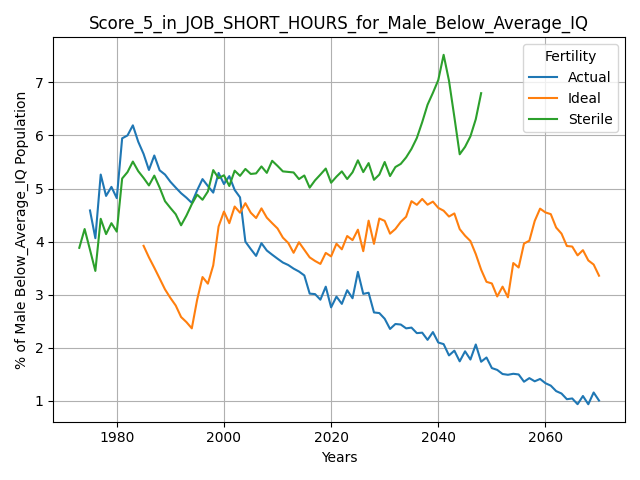 Score_5_in_JOB_SHORT_HOURS_for_Male_Below_Average_IQ
Fertility
Actual
Ideal
Sterile
% of Male Below_Average_IQ Population
7
6
5
4
3
2
1
1980 2000 2020 2040 2060
Years